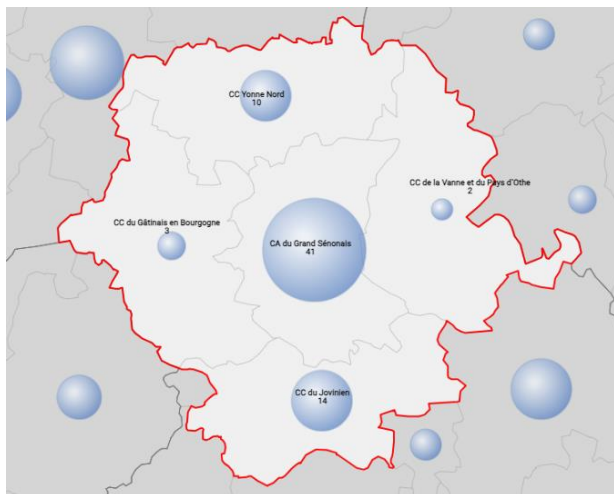 CC Yonne Nord
10
CC de la Vanne et du Pays d'Othe
2
CC du Gâtinais en Bourgogne
3
CA du Grand Sénonais
41
CC du Jovinien
14